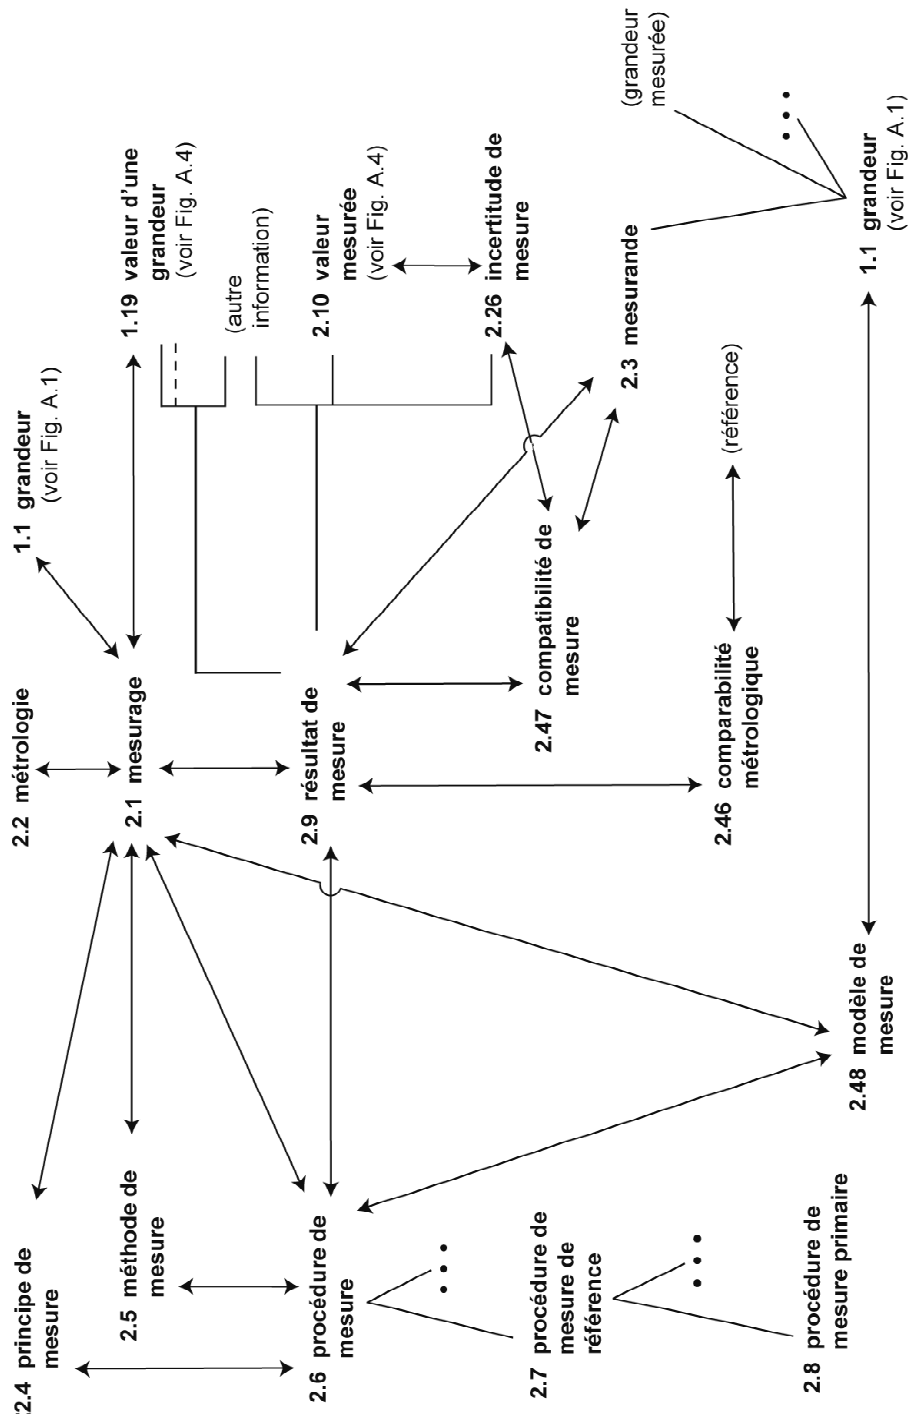 2.4 principe de
mesure
2.2 métrologie
1.1 grandeur
(voir Fig. A.1)
2.5 méthode de
mesure
2.1 mesurage
1.19 valeur d'une
grandeur
(voir Fig. A.4)
(autre
information)
2.6 procédure de
mesure
2.9 résultat de
mesure
2.10 valeur
mesurée
(voir Fig. A.4)
2.26 incertitude de
mesure
2.7 procédure de
mesure de
référence
2.47 compatibilité de
mesure
2.3 mesurande
(grandeur
mesurée)
2.46 comparabilité
métrologique
(référence)
2.8 procédure de
mesure primaire
2.48 modèle de
mesure
1.1 grandeur
(voir Fig. A.1)